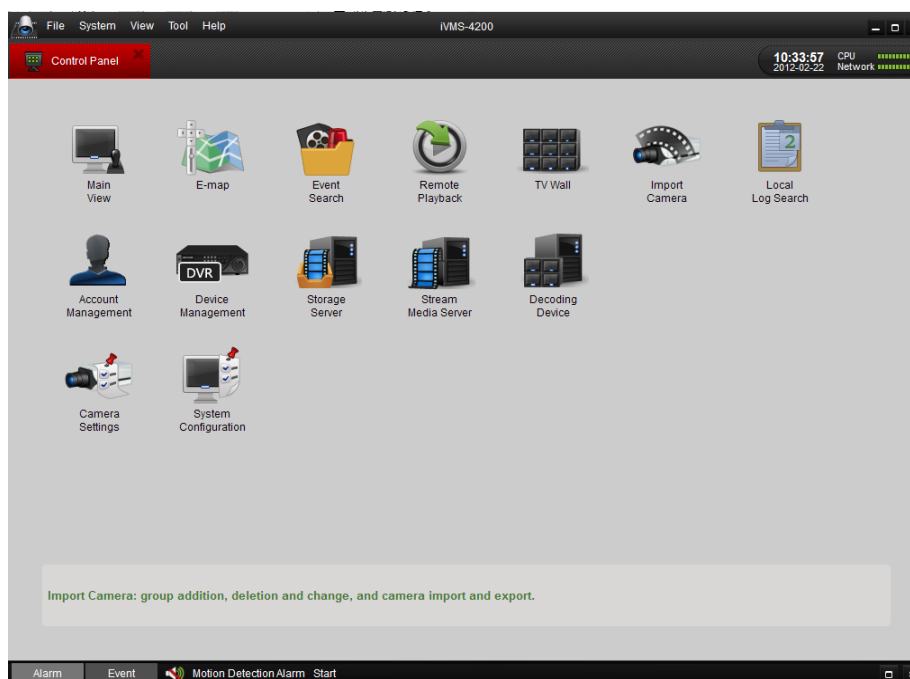 File System View Tool Help iVMS-4200
Control Panel
10:33:57 CPU
2012-02-22 Network
Main
View
E-map
Event
Search
Remote
Playback
TV Wall
Import
Camera
2
Local
Log Search
Account
Management
DVR
Device
Management
Storage
Server
Stream
Media Server
Decoding
Device
Camera
Settings
System
Configuration
Import Camera: group addition, deletion and change, and camera import and export.
Alarm Event Motion Detection Alarm Start